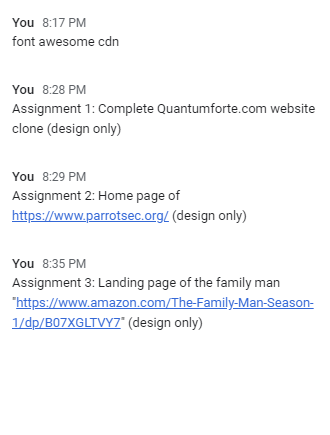 You 8:17 PM
font awesome cdn
You 8:28 PM
Assignment 1: Complete Quantumforte.com website
clone (design only)
You 8:29 PM
Assignment 2: Home page of
https://www.parrotsec.org/ (design only)
You 8:35 PM
Assignment 3: Landing page of the family man
"https://www.amazon.com/The-Family-Man-Season-
1/dp/B07XGLTVY7" (design only)